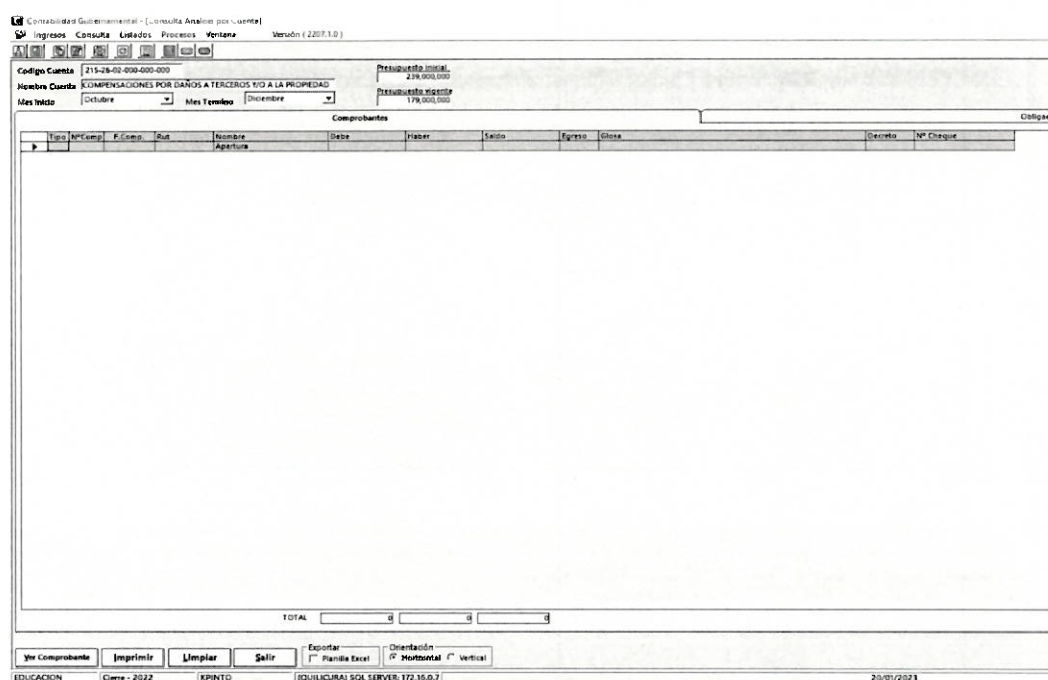 Contabilidad Gubernamental - [Consulta Analisis por Cuenta]
Ingresos Consulta Listados Procesos Ventana Versión ( 2207.1.0 )
Codigo Cuenta 215-26-02-000-000-000 Presupuesto inicial
239,000,000
Nombre Cuenta COMPENSACIONES POR DAÑOS A TERCEROS Y/O A LA PROPIEDAD Presupuesto vigente
Mes Inicio Octubre Mes Termino Diciembre 179,000,000
Comprobantes Obligac
Tipo NºComp F.Comp. Rut Nombre Debe Haber Saldo Egreso Glosa Decreto Nº Cheque
Apertura
TOTAL 0 0 0
Ver Comprobante Imprimir Limpiar Salir Exportar Planilla Excel Orientación Horizontal Vertical
EDUCACION Cierre - 2022 KPINTO [QUILICURA] SQL SERVER: 172.16.0.7 20/01/2023